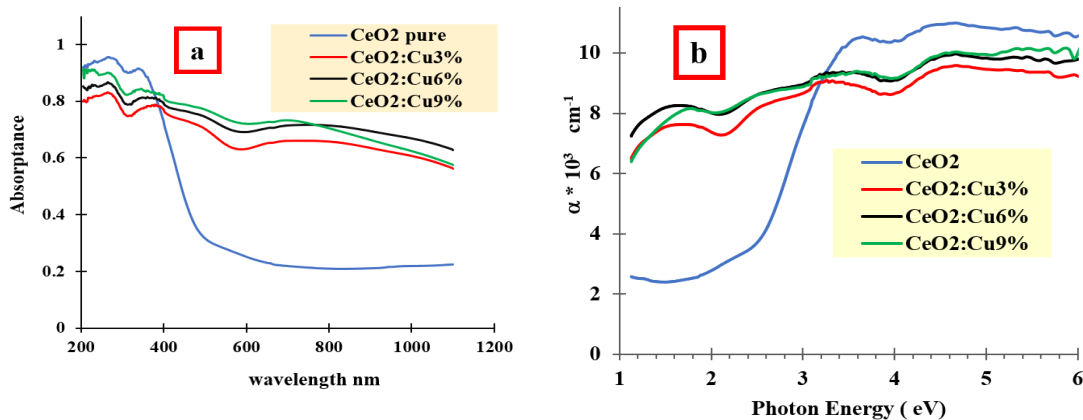 a
CeO2 pure
CeO2:Cu3%
CeO2:Cu6%
CeO2:Cu9%
1
0.8
0.6
0.4
0.2
0
Absorptance
200 400 600 800 1000 1200
wavelength nm
b
CeO2
CeO2:Cu3%
CeO2:Cu6%
CeO2:Cu9%
10
8
6
4
2
0
α * 10³ cm⁻¹
1 2 3 4 5 6
Photon Energy ( eV)